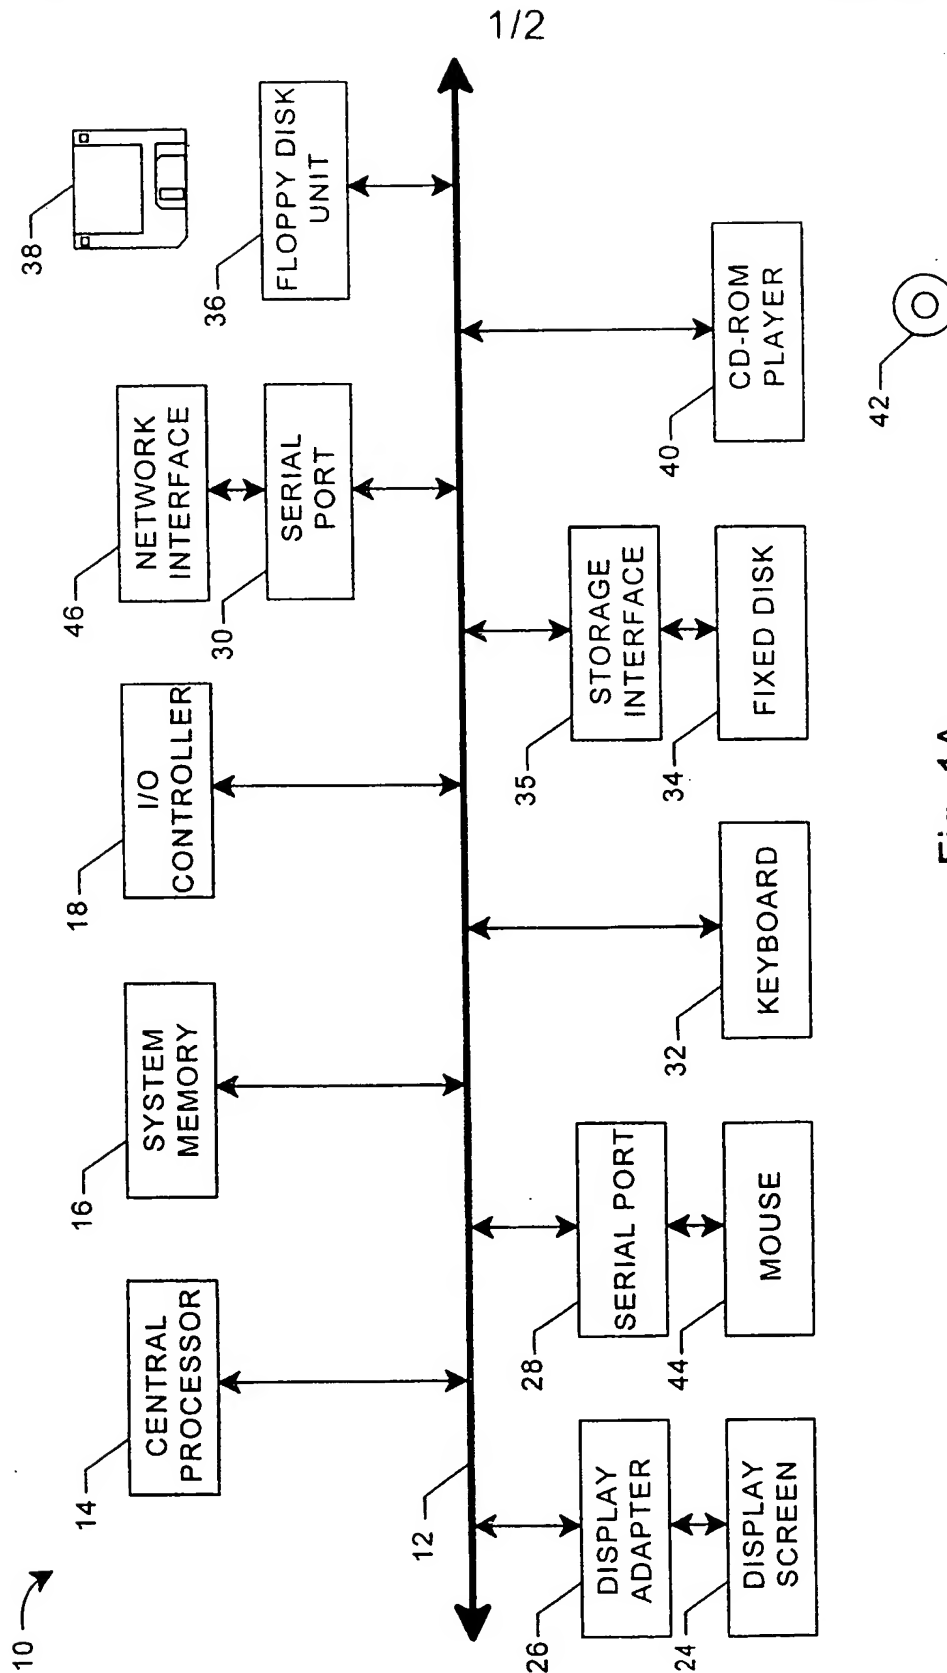 1/2
10
14
CENTRAL
PROCESSOR
16
SYSTEM
MEMORY
18
I/O
CONTROLLER
46
NETWORK
INTERFACE
30
SERIAL
PORT
38
36
FLOPPY DISK
UNIT
12
26
DISPLAY
ADAPTER
24
DISPLAY
SCREEN
28
SERIAL PORT
44
MOUSE
32
KEYBOARD
35
STORAGE
INTERFACE
34
FIXED DISK
40
CD-ROM
PLAYER
42